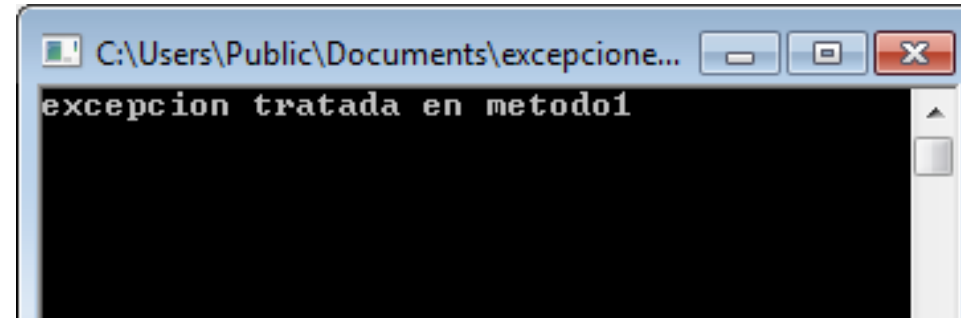 C:\Users\Public\Documents\excepcione...
excepcion tratada en metodo1